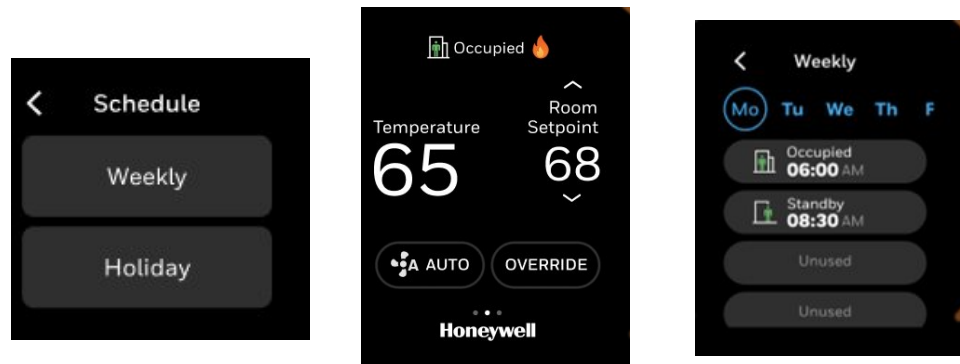 Schedule
Weekly
Holiday
Occupied
Temperature
65
Room
Setpoint
68
A AUTO
OVERRIDE
Honeywell
Weekly
Mo Tu We Th F
Occupied
06:00 AM
Standby
08:30 AM
Unused
Unused